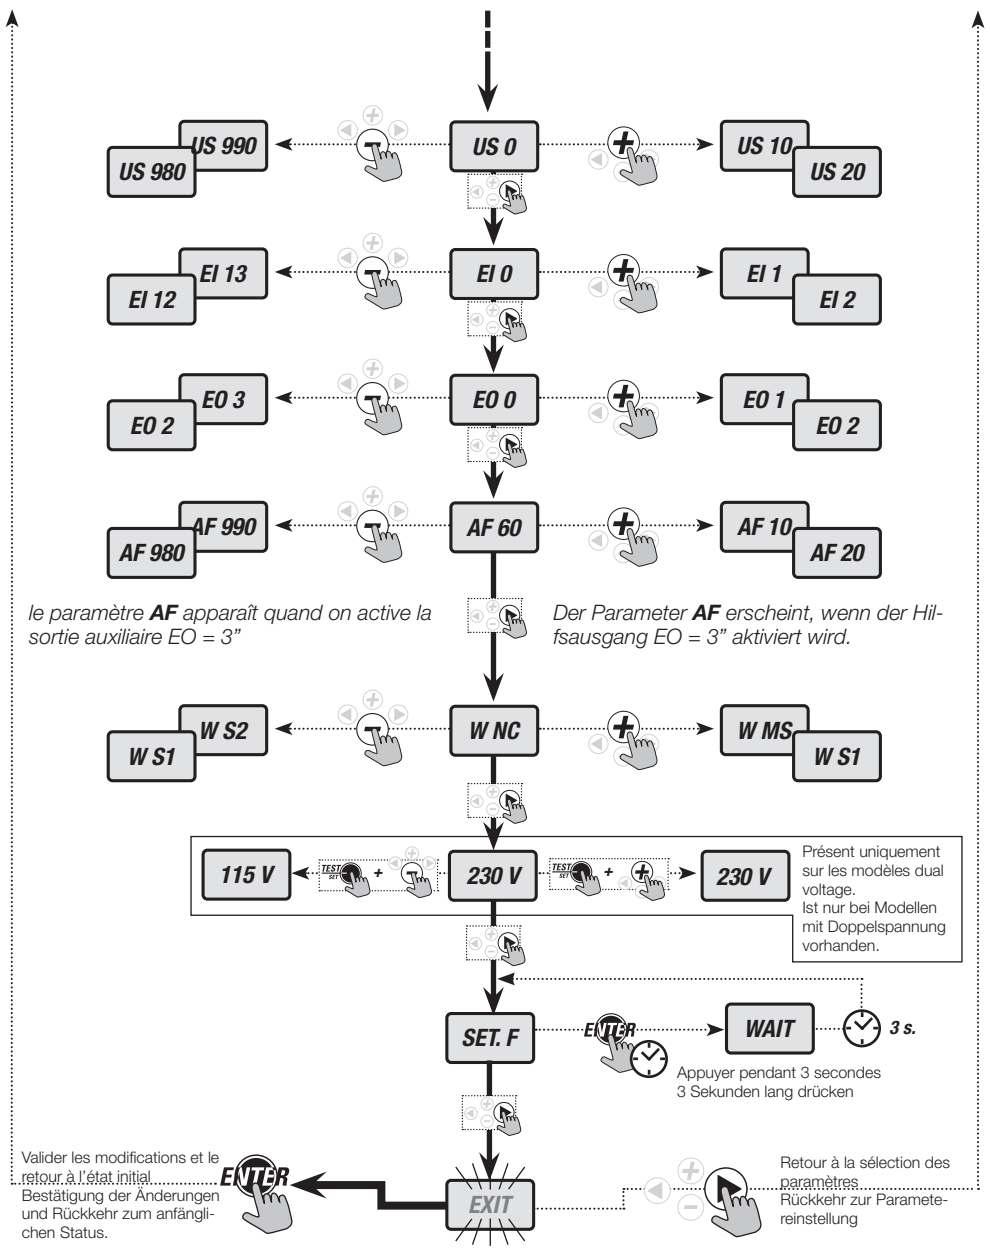 US 990
US 980
US 0
US 10
US 20
EI 13
EI 12
EI 0
EI 1
EI 2
EO 3
EO 2
EO 0
EO 1
EO 2
AF 990
AF 980
AF 60
AF 10
AF 20
le paramètre AF apparaît quand on active la
sortie auxiliaire EO = 3”
Der Parameter AF erscheint, wenn der Hil-
fsausgang EO = 3” aktiviert wird.
W S2
W S1
W NC
W MS
W S1
115 V
TEST
SET
+
230 V
TEST
SET
+
230 V
Présent uniquement
sur les modèles dual
voltage.
Ist nur bei Modellen
mit Doppelspannung
vorhanden.
SET. F
ENTER
WAIT
3 s.
Appuyer pendant 3 secondes
3 Sekunden lang drücken
Valider les modifications et le
retour à l’état initial
Bestätigung der Änderungen
und Rückkehr zum anfängli-
chen Status.
ENTER
EXIT
Retour à la sélection des
paramètres
Rückkehr zur Paramete-
reinstellung